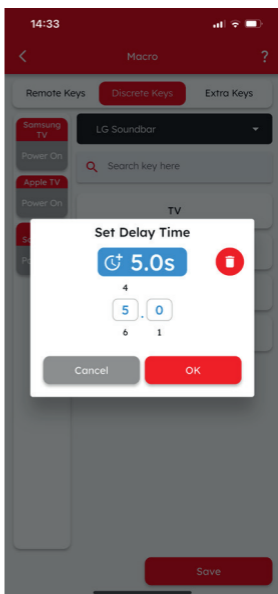 14:33
Macro ?
Remote Keys Discrete Keys Extra Keys
Samsung
TV
Power On
LG Soundbar
Search key here
Apple TV
Power On
TV
Set Delay Time
5.0s
4
5 . 0
6 1
Cancel OK
Save